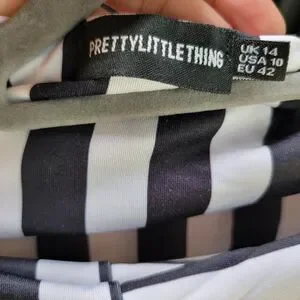 PRETTYLITTLETHING
UK 14
USA 10
EU 42